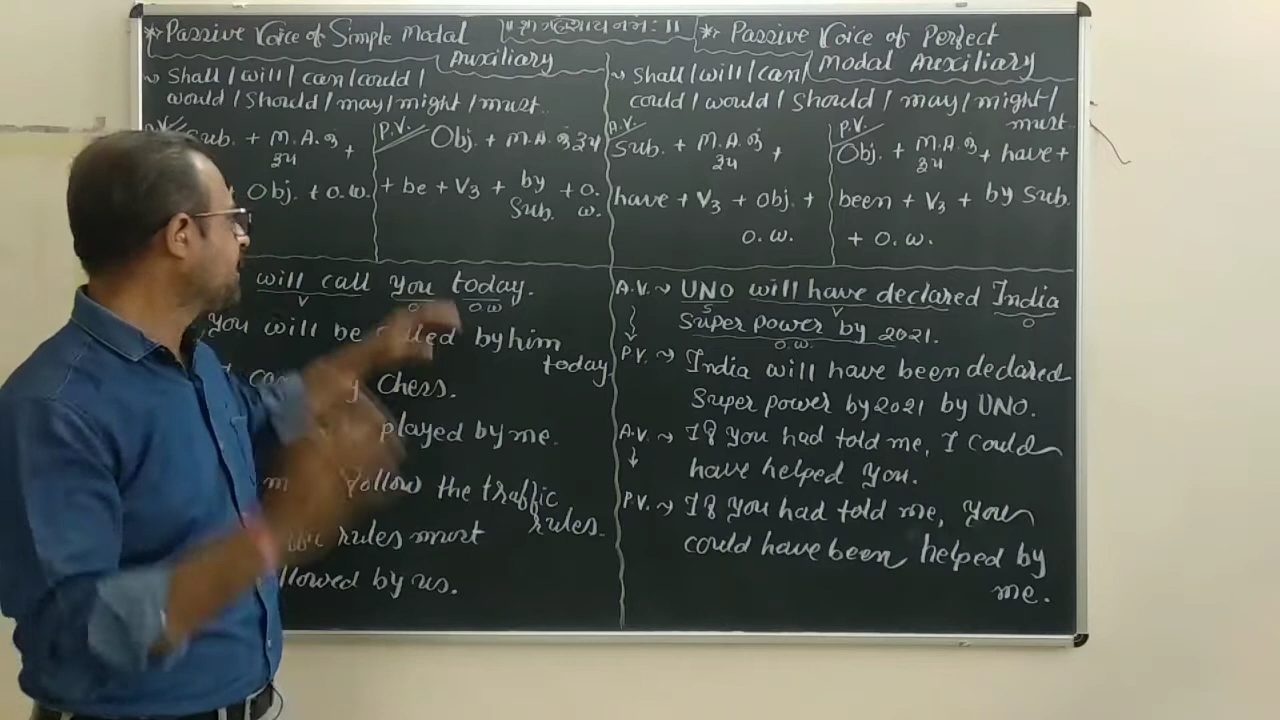 * Passive Voice of Simple Modal
Auxiliary
~ Shall / will / can / could /
would / Should / may / might / must..
Sub. + M.A. +
+ Obj. + O.W.
P.V. Obj. + M.A.
+ be + V3 + by Sub. + O.W.
will call you today.
V O O.W
you will be called by him
today
Chess.
played by me.
follow the traffic
rules.
rules must
by us.
* Passive Voice of Perfect
Modal Auxiliary
~ Shall / will / can /
could / would / Should / may / might /
must..
A.V. Sub. + M.A. +
have + V3 + Obj. +
O.W.
P.V. Obj. + M.A. + have +
been + V3 + by Sub.
+ O.W.
A.V. ~ UNO will have declared India
S V O
Super power by 2021.
O.W.
P.V. ~ India will have been declared
Super power by 2021 by UNO.
A.V. ~ If you had told me, I could
have helped you.
P.V. ~ If you had told me, you
could have been helped by
me.